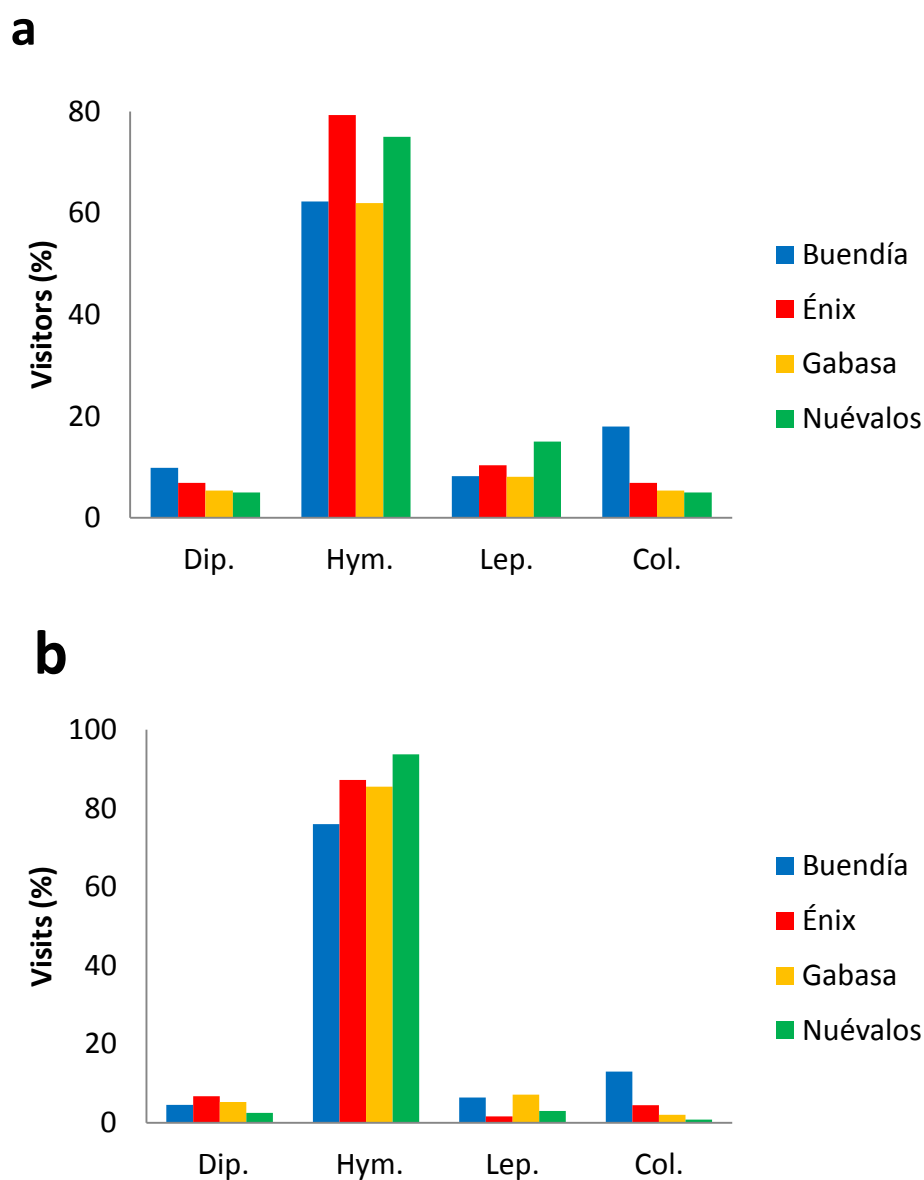 a
80
60
40
20
0
Visitors (%)
Dip. Hym. Lep. Col.
Buendía
Énix
Gabasa
Nuévalos
b
100
80
60
40
20
0
Visits (%)
Dip. Hym. Lep. Col.
Buendía
Énix
Gabasa
Nuévalos